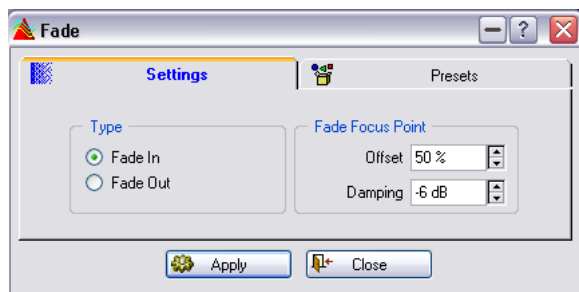 Fade
?
Settings
Presets
Type
Fade In
Fade Out
Fade Focus Point
Offset 50 %
Damping -6 dB
Apply
Close